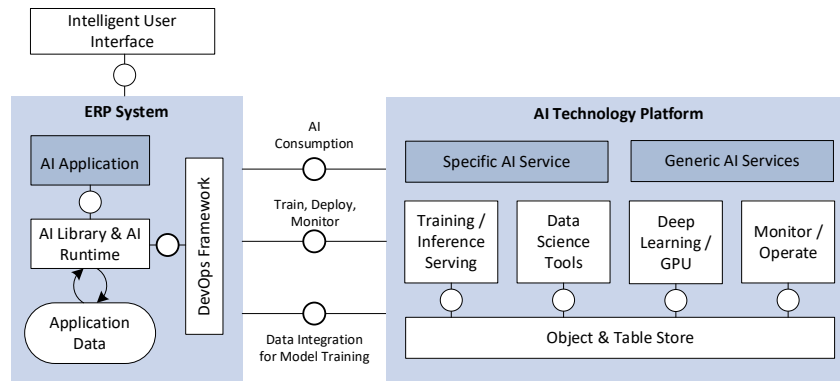 Intelligent User
Interface
ERP System
AI Application
AI Library & AI
Runtime
Application
Data
DevOps Framework
AI
Consumption
Train, Deploy,
Monitor
Data Integration
for Model Training
AI Technology Platform
Specific AI Service
Generic AI Services
Training /
Inference
Serving
Data
Science
Tools
Deep
Learning /
GPU
Monitor /
Operate
Object & Table Store